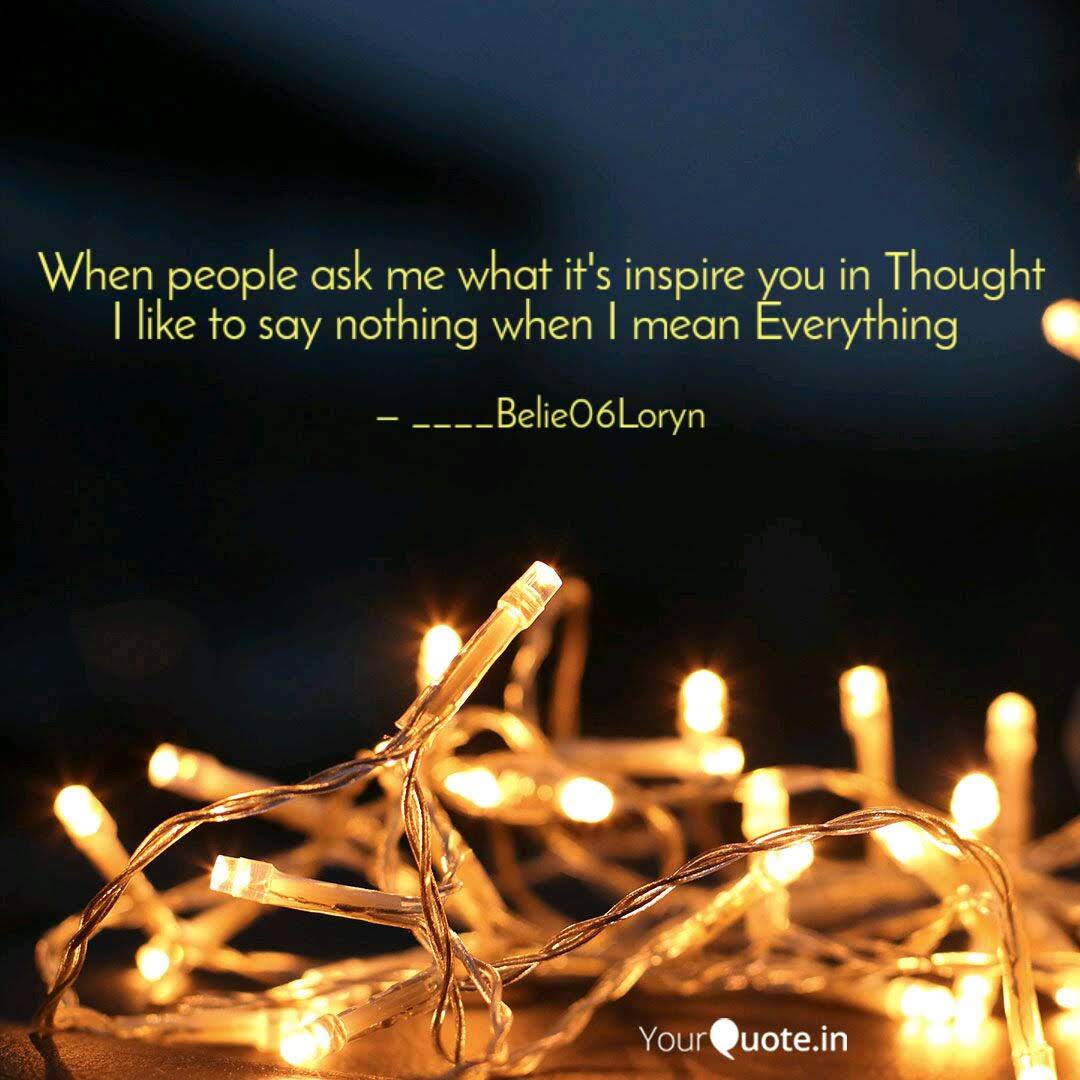 When people ask me what it's inspire you in Thought
I like to say nothing when I mean Everything
– ____Belie06Loryn
YourQuote.in